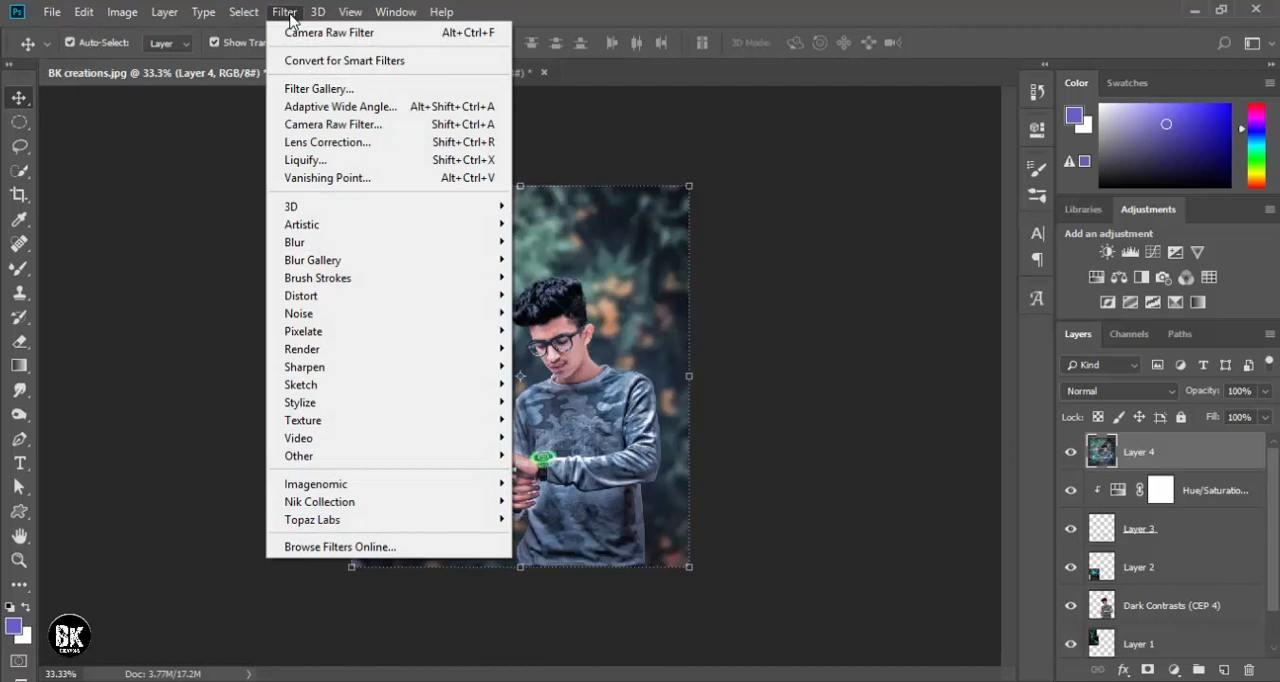 Ps File Edit Image Layer Type Select Filter 3D View Window Help
Auto-Select: Layer Show Tran 3D Mode:
BK creations.jpg @ 33.3% (Layer 4, RGB/8#) * #) *
Camera Raw Filter Alt+Ctrl+F
Convert for Smart Filters
Filter Gallery...
Adaptive Wide Angle... Alt+Shift+Ctrl+A
Camera Raw Filter... Shift+Ctrl+A
Lens Correction... Shift+Ctrl+R
Liquify... Shift+Ctrl+X
Vanishing Point... Alt+Ctrl+V
3D
Artistic
Blur
Blur Gallery
Brush Strokes
Distort
Noise
Pixelate
Render
Sharpen
Sketch
Stylize
Texture
Video
Other
Imagenomic
Nik Collection
Topaz Labs
Browse Filters Online...
Color Swatches
Libraries Adjustments
Add an adjustment
Layers Channels Paths
Kind
Normal Opacity: 100%
Lock: Fill: 100%
Layer 4
Hue/Saturatio...
Layer 3
Layer 2
Dark Contrasts (CEP 4)
Layer 1
fx
BK
CREATIONS
33.33% Doc: 3.77M/17.2M